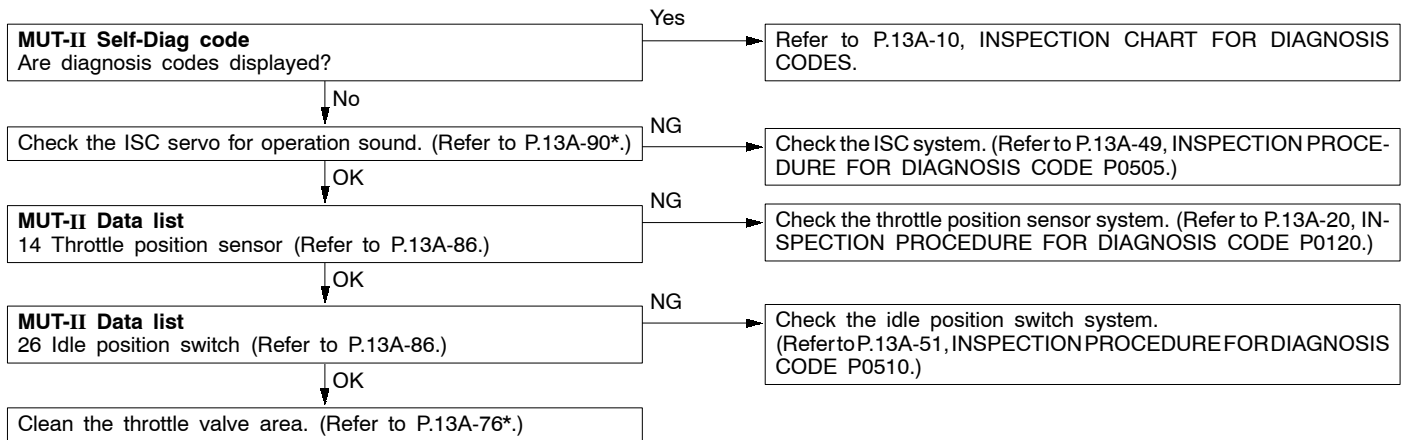 MUT-II Self-Diag code
Are diagnosis codes displayed?
Yes
Refer to P.13A-10, INSPECTION CHART FOR DIAGNOSIS
CODES.
No
Check the ISC servo for operation sound. (Refer to P.13A-90*.)
NG
Check the ISC system. (Refer to P.13A-49, INSPECTION PROCE-
DURE FOR DIAGNOSIS CODE P0505.)
OK
MUT-II Data list
14 Throttle position sensor (Refer to P.13A-86.)
NG
Check the throttle position sensor system. (Refer to P.13A-20, IN-
SPECTION PROCEDURE FOR DIAGNOSIS CODE P0120.)
OK
MUT-II Data list
26 Idle position switch (Refer to P.13A-86.)
NG
Check the idle position switch system.
(Refer to P.13A-51, INSPECTION PROCEDURE FOR DIAGNOSIS
CODE P0510.)
OK
Clean the throttle valve area. (Refer to P.13A-76*.)